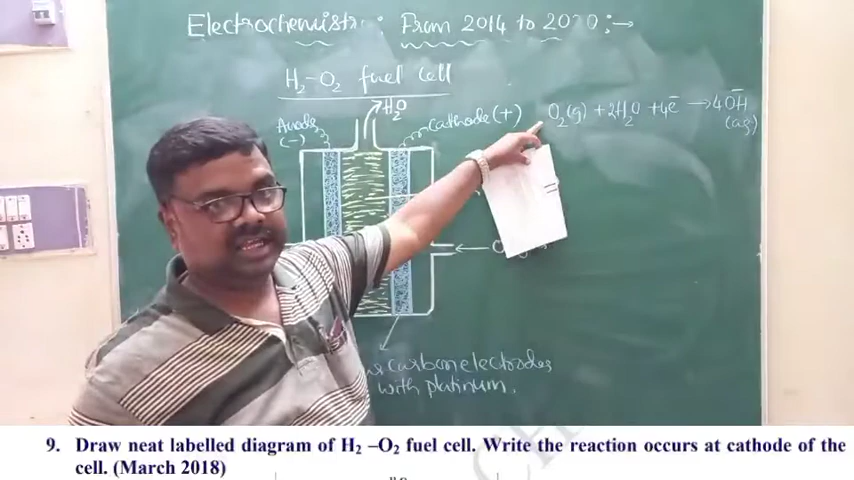 Electrochemistr : From 2014 to 2020 :→
H2-O2 fuel cell
H2O
Anode (-)
Cathode (+)
O2(g) + 2H2O + 4e⁻ → 4OH⁻ (aq)
carbon electrodes
with platinum.
9. Draw neat labelled diagram of H2 –O2 fuel cell. Write the reaction occurs at cathode of the
cell. (March 2018)